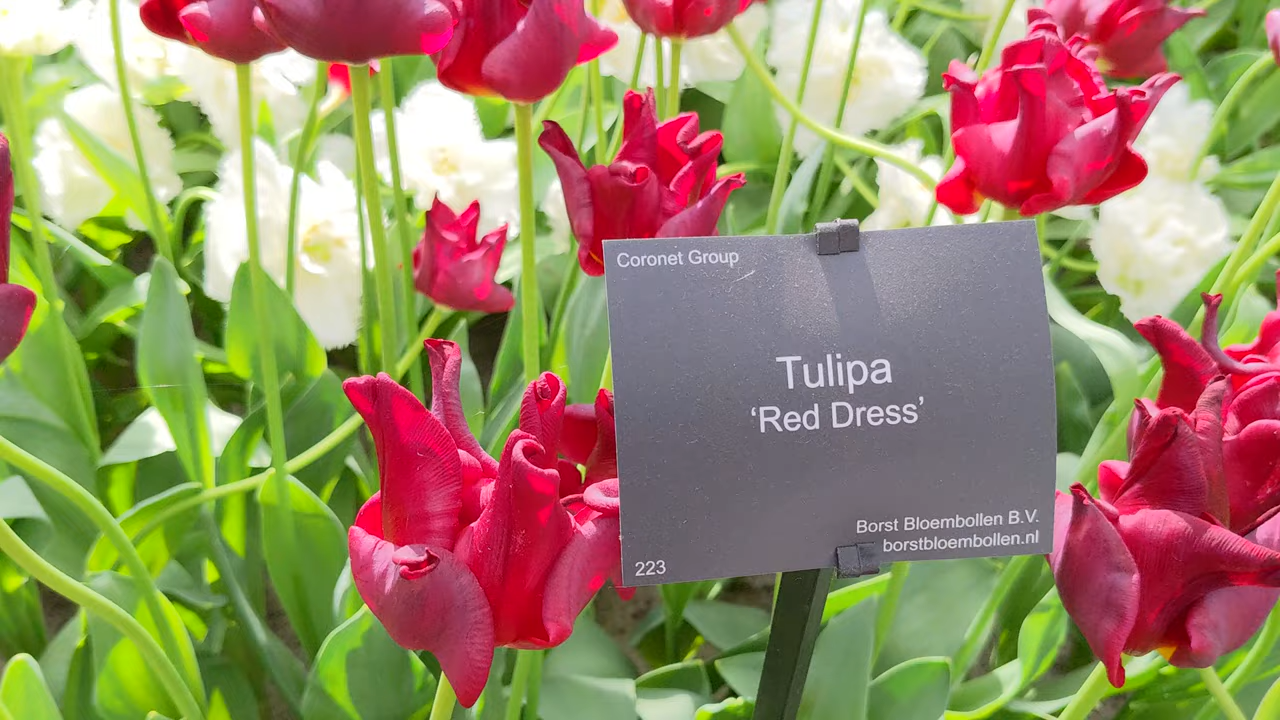 Coronet Group
Tulipa
‘Red Dress’
Borst Bloembollen B.V.
borstbloembollen.nl
223